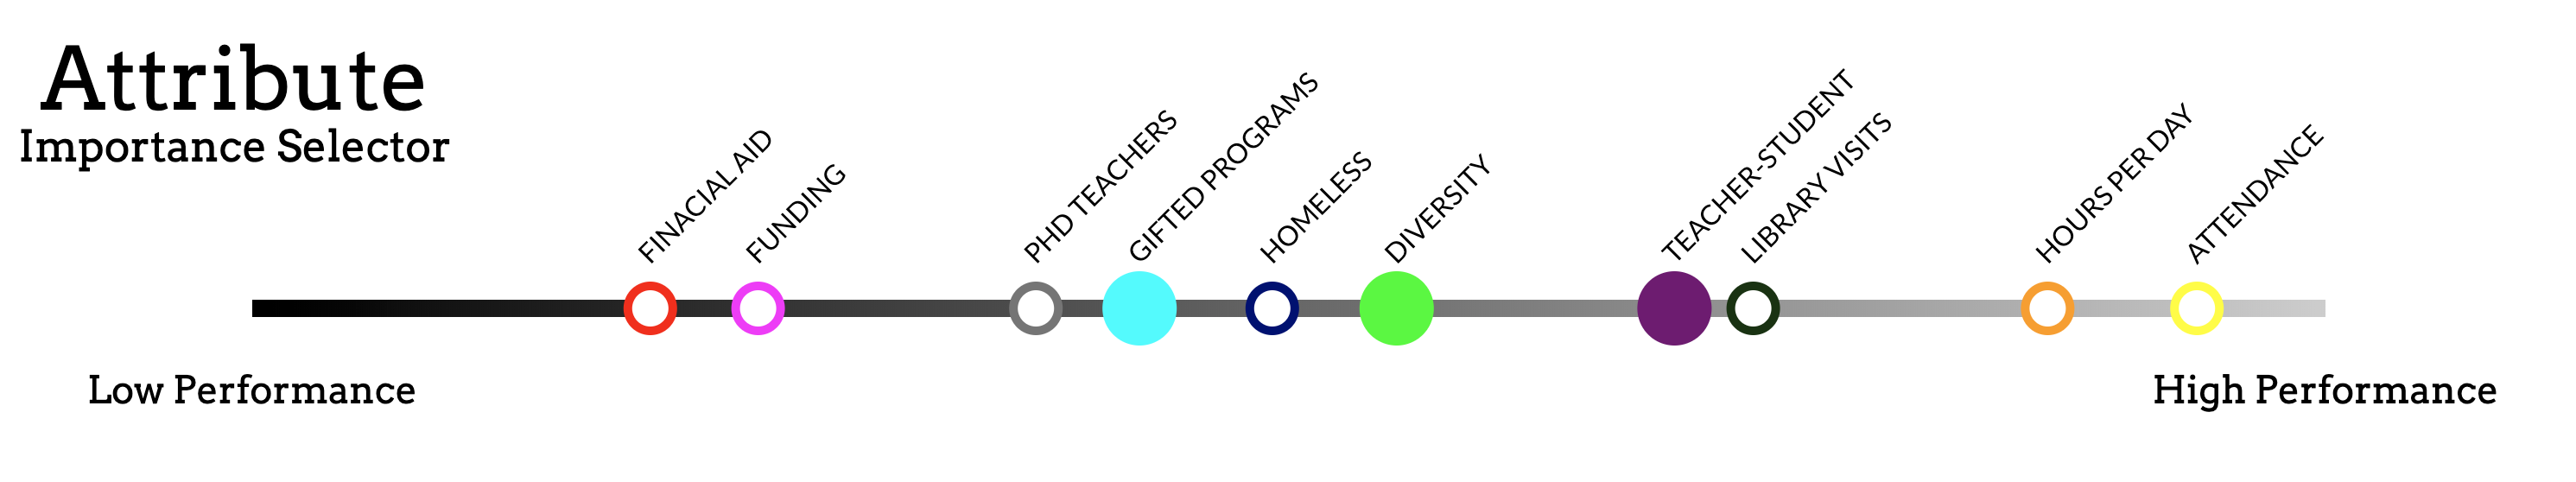 Attribute
Importance Selector
FINACIAL AID
FUNDING
PHD TEACHERS
GIFTED PROGRAMS
HOMELESS
DIVERSITY
TEACHER-STUDENT
LIBRARY VISITS
HOURS PER DAY
ATTENDANCE
Low Performance
High Performance